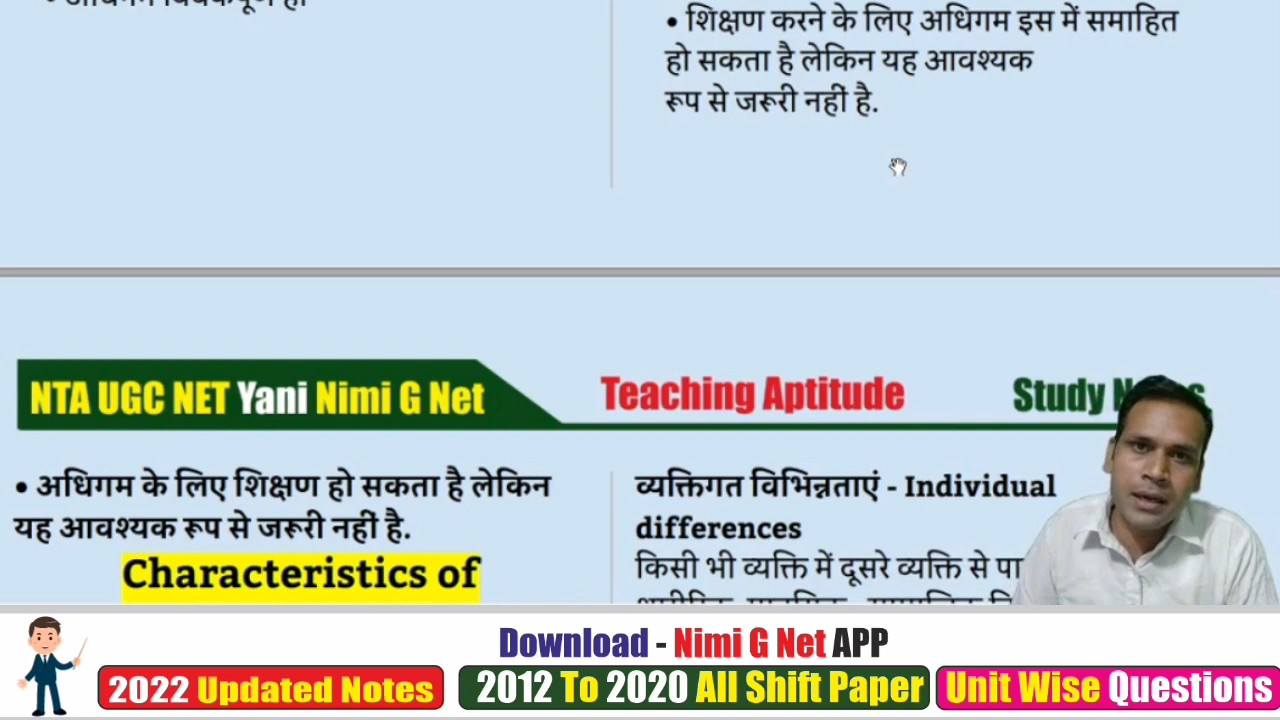 • शिक्षण करने के लिए अधिगम इस में समाहित
हो सकता है लेकिन यह आवश्यक
रूप से जरूरी नहीं है.
NTA UGC NET Yani Nimi G Net
Teaching Aptitude
Study
• अधिगम के लिए शिक्षण हो सकता है लेकिन
यह आवश्यक रूप से जरूरी नहीं है.
Characteristics of
व्यक्तिगत विभिन्नताएं - Individual
differences
किसी भी व्यक्ति में दूसरे व्यक्ति से
Download - Nimi G Net APP
2022 Updated Notes
2012 To 2020 All Shift Paper
Unit Wise Questions